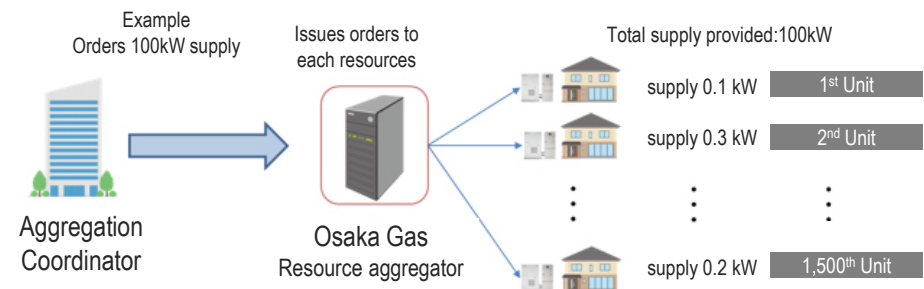 Example
Orders 100kW supply
Issues orders to
each resources
Total supply provided:100kW
supply 0.1 kW
1st Unit
supply 0.3 kW
2nd Unit
Aggregation
Coordinator
Osaka Gas
Resource aggregator
supply 0.2 kW
1,500th Unit